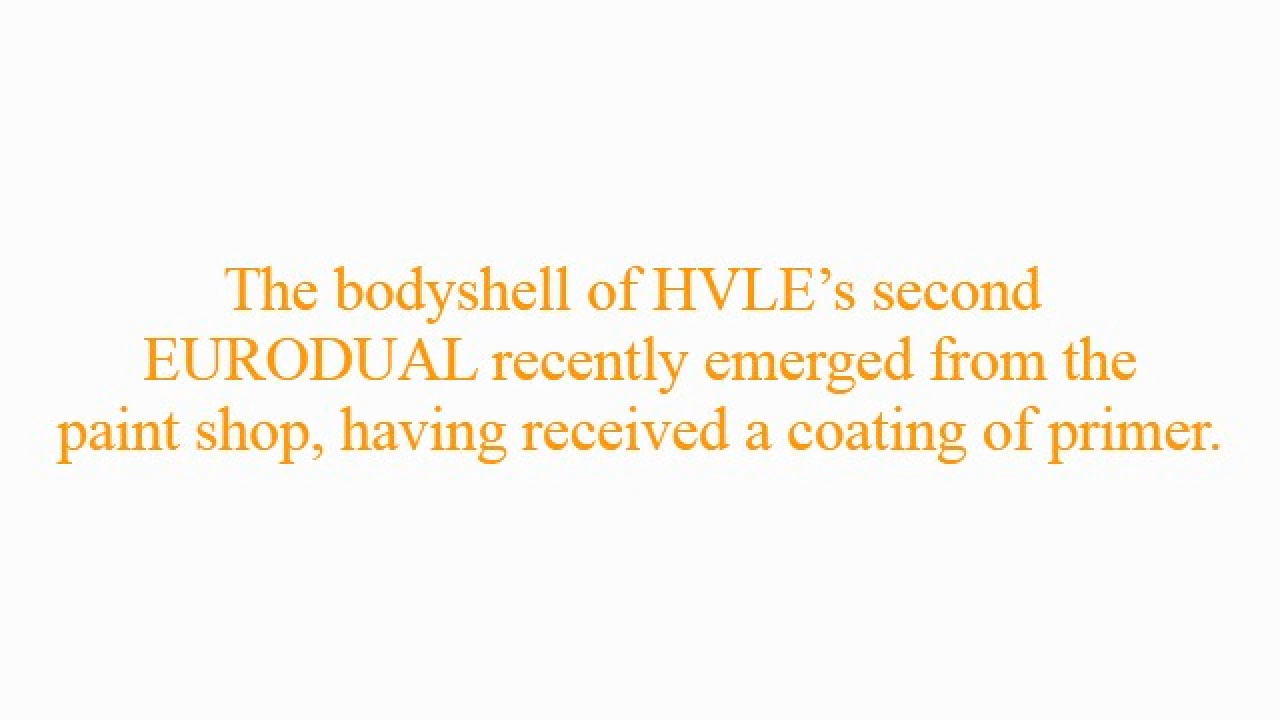 The bodyshell of HVLE’s second
EURODUAL recently emerged from the
paint shop, having received a coating of primer.